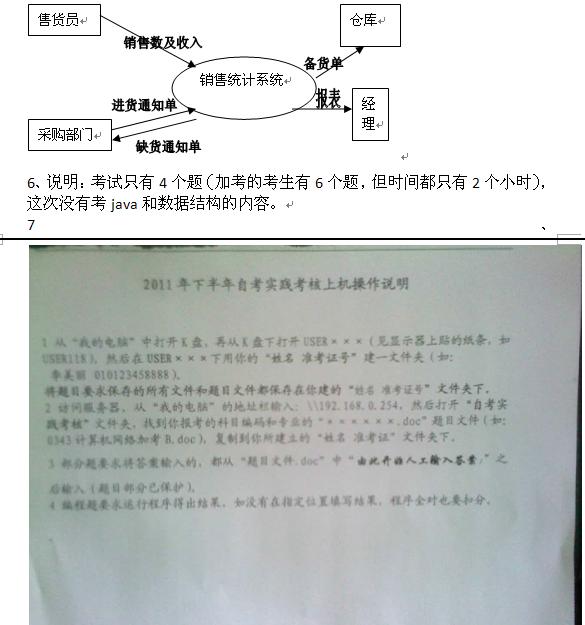 售货员
仓库
销售数及收入
销售统计系统
备货单
报表
经
理
进货通知单
采购部门
缺货通知单
6、说明：考试只有 4 个题（加考的考生有 6 个题，但时间都只有 2 个小时），
这次没有考 java 和数据结构的内容。
7 、
2011 年下半年自考实践考核上机操作说明
1 从“我的电脑”中打开 K 盘，再从 K 盘下打开 USER×××（见显示器上贴的纸条，如
USER118），然后在 USER×××下用你的“姓名 准考证号”建一文件夹（如：
李美丽 010123458888）。
将题目要求保存的所有文件和题目文件都保存在你建的“姓名 准考证号”文件夹下。
2 访问服务器，从“我的电脑”的地址栏输入：\\192.168.0.254，然后打开“自考实
践考核”文件夹，找到你报考的科目编码和专业的“××××××.doc”题目文件（如：
0343 计算机网络加考 B.doc），复制到你所建立的“姓名 准考证”文件夹下。
3 部分题要求将答案输入的，都从“题目文件.doc”中“由此开始人工输入答案：”之
后输入（题目部分已保护）。
4 编程题要求运行程序得出结果，如没有在指定位置填写结果，程序全对也要扣分。